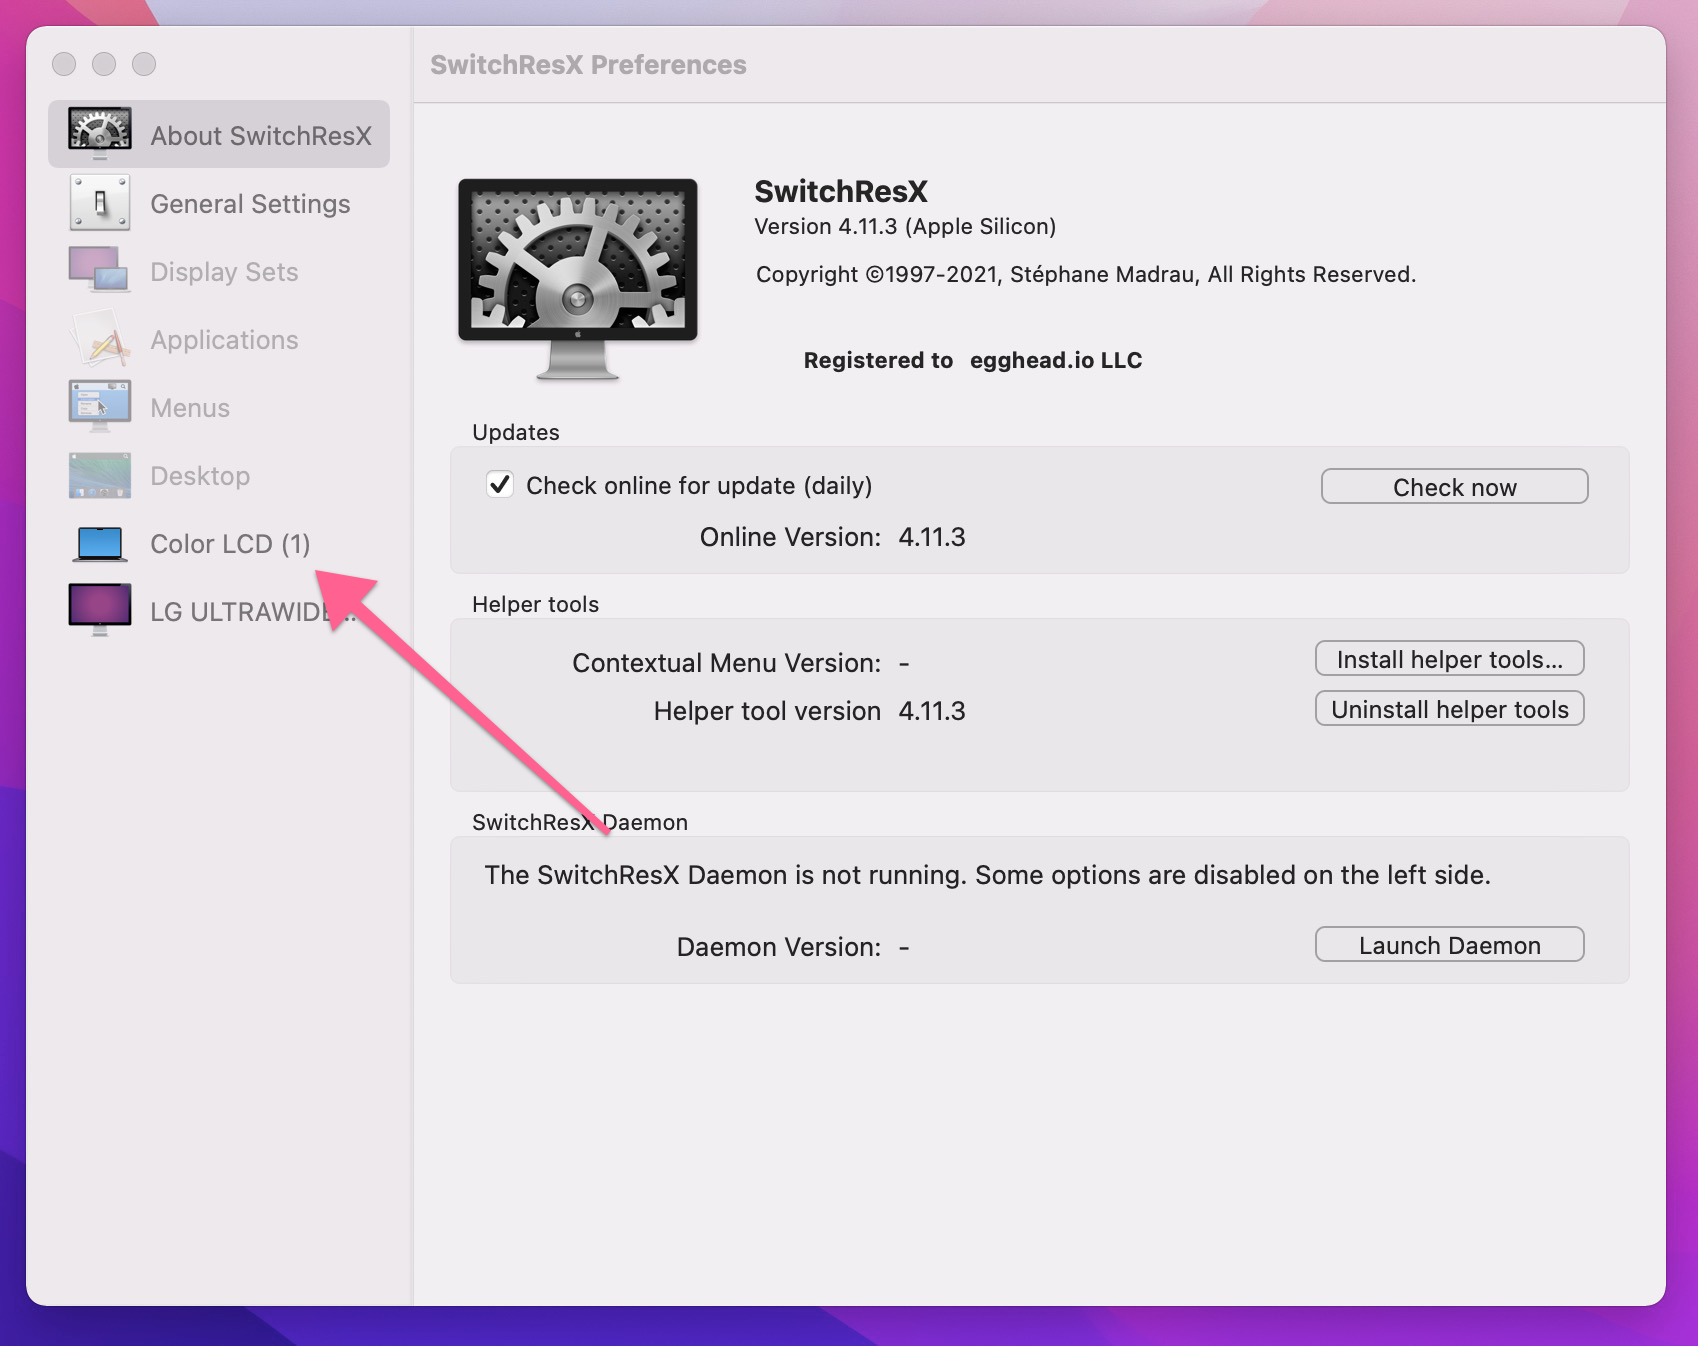 SwitchResX Preferences
About SwitchResX
General Settings
Display Sets
Applications
Menus
Desktop
Color LCD (1)
LG ULTRAWIDE...
SwitchResX
Version 4.11.3 (Apple Silicon)
Copyright ©1997-2021, Stéphane Madrau, All Rights Reserved.
Registered to egghead.io LLC
Updates
Check online for update (daily)
Check now
Online Version: 4.11.3
Helper tools
Contextual Menu Version: -
Install helper tools...
Helper tool version 4.11.3
Uninstall helper tools
SwitchResX Daemon
The SwitchResX Daemon is not running. Some options are disabled on the left side.
Daemon Version: -
Launch Daemon